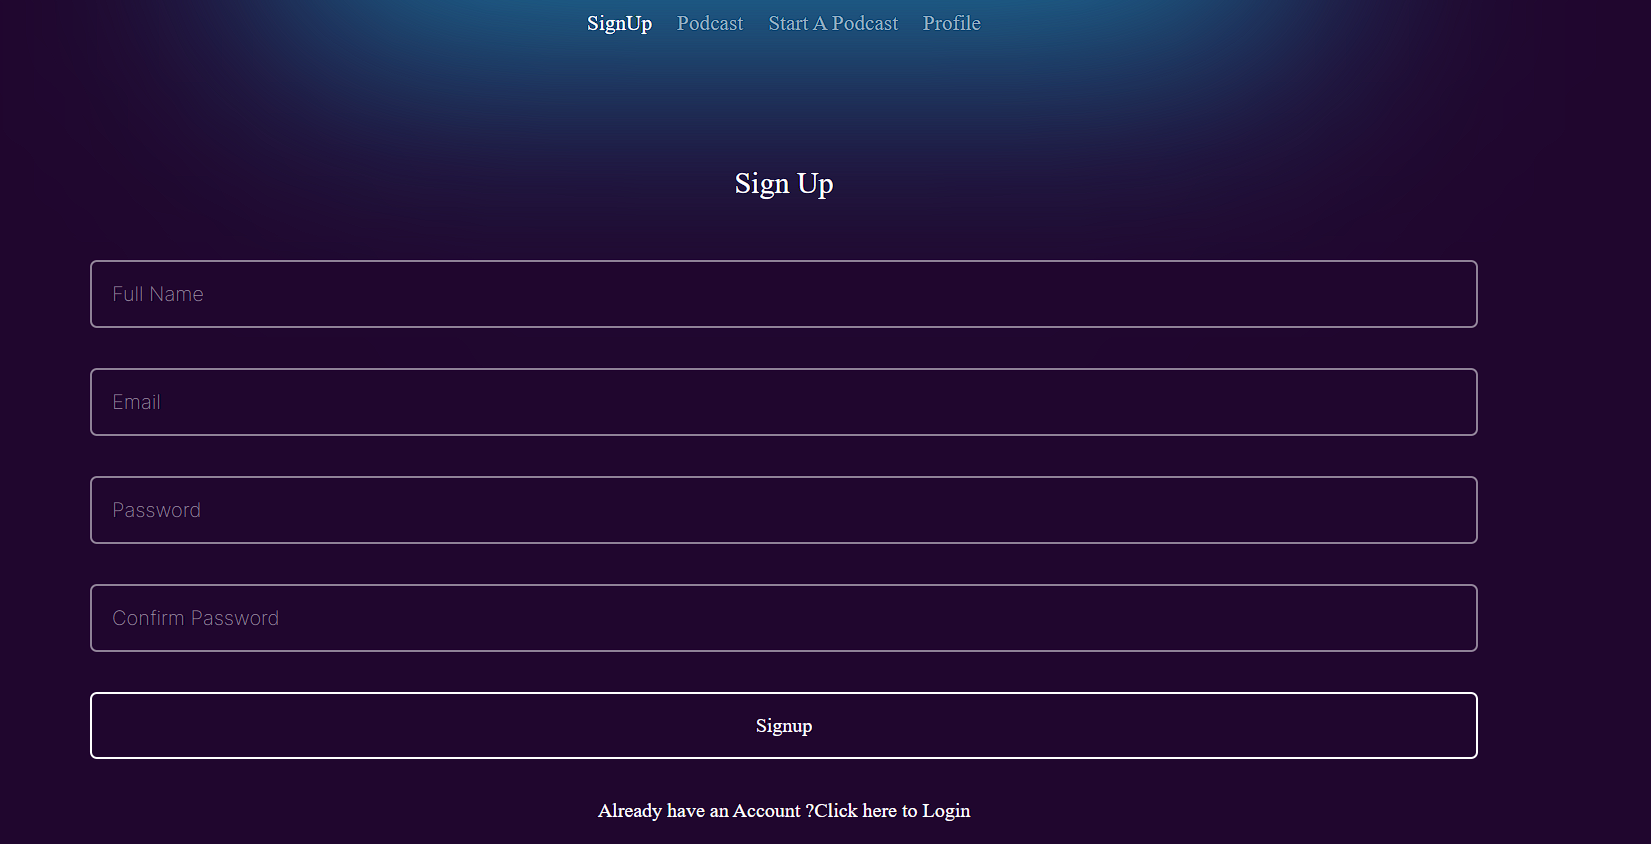 SignUp Podcast Start A Podcast Profile
Sign Up
Full Name
Email
Password
Confirm Password
Signup
Already have an Account ?Click here to Login